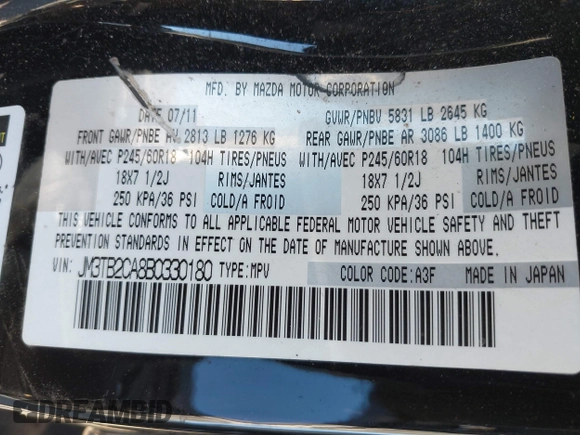 MFD. BY MAZDA MOTOR CORPORATION
DATE 07/11 GVWR/PNBV 5831 LB 2645 KG
FRONT GAWR/PNBE AV 2813 LB 1276 KG REAR GAWR/PNBE AR 3086 LB 1400 KG
WITH/AVEC P245/60R18 104H TIRES/PNEUS WITH/AVEC P245/60R18 104H TIRES/PNEUS
18X7 1/2J RIMS/JANTES 18X7 1/2J RIMS/JANTES
250 KPA/36 PSI COLD/A FROID 250 KPA/36 PSI COLD/A FROID
THIS VEHICLE CONFORMS TO ALL APPLICABLE FEDERAL MOTOR VEHICLE SAFETY AND THEFT
PREVENTION STANDARDS IN EFFECT ON THE DATE OF MANUFACTURE SHOWN ABOVE.
VIN: JM3TB2CA8B0330180 TYPE:MPV COLOR CODE:A3F MADE IN JAPAN
DREAMBID